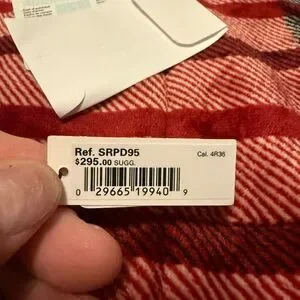 Ref. SRPD95
$295.00 SUGG.
Cal. 4R36
0 29665 19940 9